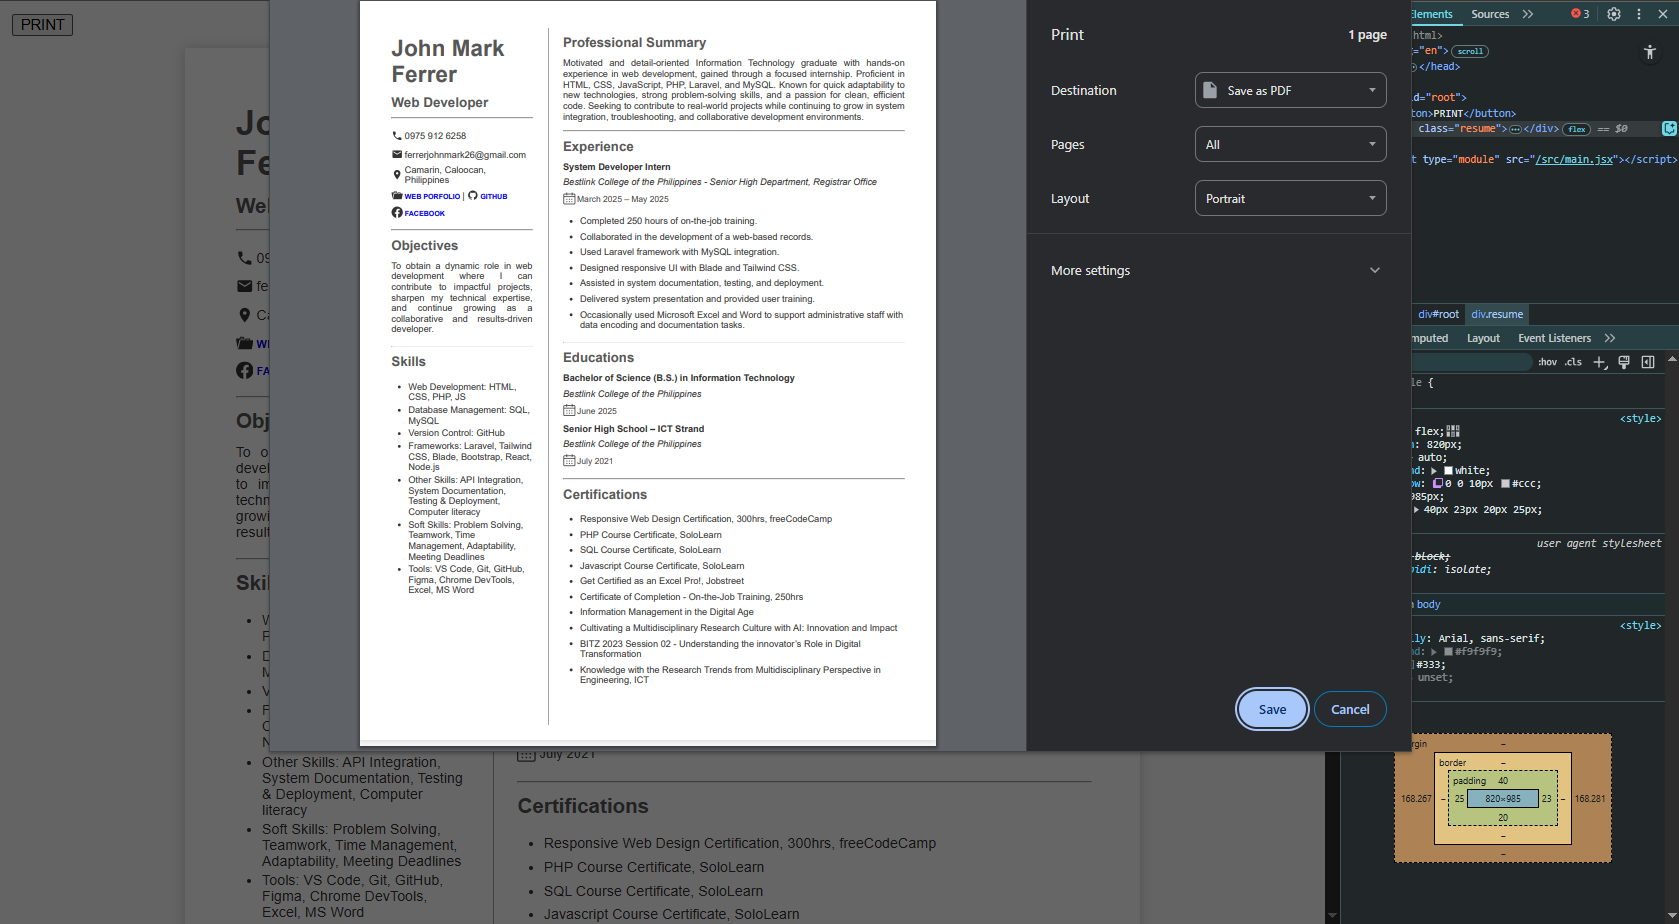 PRINT
John Mark
Ferrer
Web Developer
0975 912 6258
ferrerjohnmark26@gmail.com
Camarin, Caloocan,
Philippines
WEB PORFOLIO | GITHUB
FACEBOOK
Objectives
To obtain a dynamic role in web
development where I can
contribute to impactful projects,
sharpen my technical expertise,
and continue growing as a
collaborative and results-driven
developer.
Skills
• Web Development: HTML,
CSS, PHP, JS
• Database Management: SQL,
MySQL
• Version Control: GitHub
• Frameworks: Laravel, Tailwind
CSS, Blade, Bootstrap, React,
Node.js
• Other Skills: API Integration,
System Documentation,
Testing & Deployment,
Computer literacy
• Soft Skills: Problem Solving,
Teamwork, Time
Management, Adaptability,
Meeting Deadlines
• Tools: VS Code, Git, GitHub,
Figma, Chrome DevTools,
Excel, MS Word
Professional Summary
Motivated and detail-oriented Information Technology graduate with hands-on
experience in web development, gained through a focused internship. Proficient in
HTML, CSS, JavaScript, PHP, Laravel, and MySQL. Known for quick adaptability to
new technologies, strong problem-solving skills, and a passion for clean, efficient
code. Seeking to contribute to real-world projects while continuing to grow in system
integration, troubleshooting, and collaborative development environments.
Experience
System Developer Intern
Bestlink College of the Philippines - Senior High Department, Registrar Office
March 2025 – May 2025
• Completed 250 hours of on-the-job training.
• Collaborated in the development of a web-based records.
• Used Laravel framework with MySQL integration.
• Designed responsive UI with Blade and Tailwind CSS.
• Assisted in system documentation, testing, and deployment.
• Delivered system presentation and provided user training.
• Occasionally used Microsoft Excel and Word to support administrative staff with
data encoding and documentation tasks.
Educations
Bachelor of Science (B.S.) in Information Technology
Bestlink College of the Philippines
June 2025
Senior High School – ICT Strand
Bestlink College of the Philippines
July 2021
Certifications
• Responsive Web Design Certification, 300hrs, freeCodeCamp
• PHP Course Certificate, SoloLearn
• SQL Course Certificate, SoloLearn
• Javascript Course Certificate, SoloLearn
• Get Certified as an Excel Pro!, Jobstreet
• Certificate of Completion - On-the-Job Training, 250hrs
• Information Management in the Digital Age
• Cultivating a Multidisciplinary Research Culture with AI: Innovation and Impact
• BITZ 2023 Session 02 - Understanding the innovator's Role in Digital
Transformation
• Knowledge with the Research Trends from Multidisciplinary Perspective in
Engineering, ICT
Print
1 page
Destination
Save as PDF
Pages
All
Layout
Portrait
More settings
Save
Cancel
Jo
Fe
Wel
09
fe
Ca
WE
FA
Obj
To o
devel
to im
techn
growi
result
Skil
• Other Skills: API Integration,
System Documentation, Testing
& Deployment, Computer
literacy
• Soft Skills: Problem Solving,
Teamwork, Time Management,
Adaptability, Meeting Deadlines
• Tools: VS Code, Git, GitHub,
Figma, Chrome DevTools,
Excel, MS Word
July 2021
Certifications
• Responsive Web Design Certification, 300hrs, freeCodeCamp
• PHP Course Certificate, SoloLearn
• SQL Course Certificate, SoloLearn
• Javascript Course Certificate, SoloLearn
Elements
Sources
3
html>
="en"> scroll
</head>
d="root">
ton>PRINT</button>
class="resume"> </div> flex == $0
t type="module" src="/src/main.jsx"></script>
div#root
div.resume
mputed
Layout
Event Listeners
:hov
.cls
le {
<style>
flex;
: 820px;
auto;
nd: white;
ow: 0 0 10px #ccc;
985px;
40px 23px 20px 25px;
user agent stylesheet
block;
idi: isolate;
body
<style>
ly: Arial, sans-serif;
nd: #f9f9f9;
#333;
unset;
rgin
–
border
–
padding
40
168.267
–
25
820×985
23
–
168.281
20
–
–